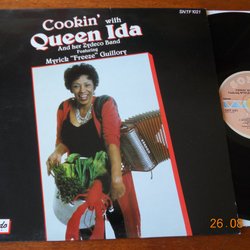 SNTF 1021
Cookin' with
Queen Ida
And her Zydeco Band
Featuring
Myrick "Freeze" Guillory
26.08